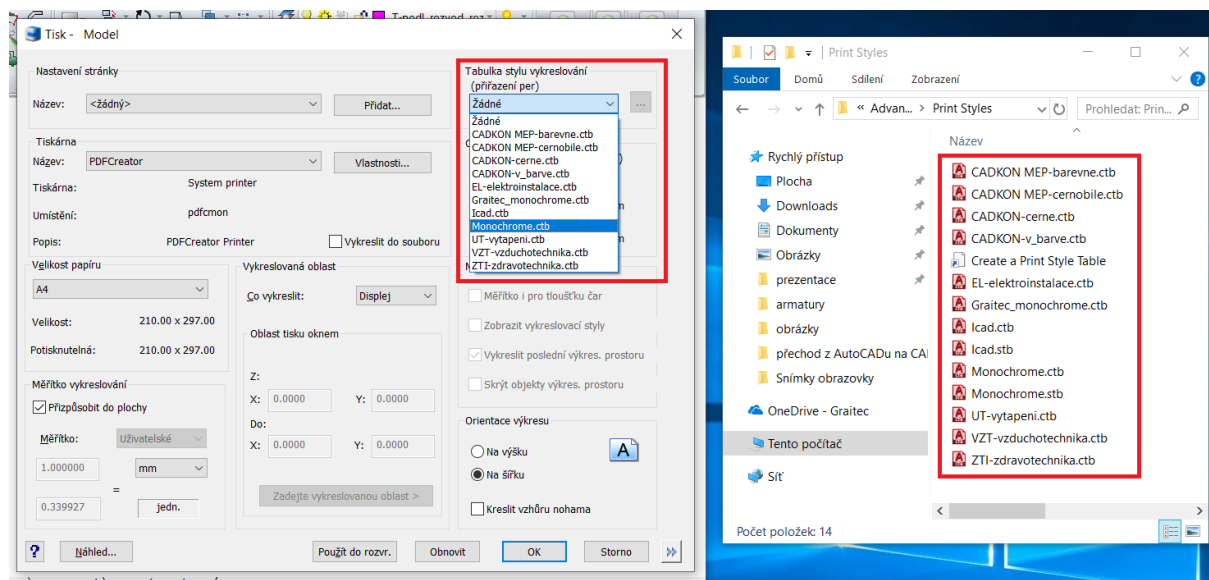 T-podl_rozvod_roz
Tisk - Model
Nastavení stránky
Název: <žádný> Přidat...
Tiskárna
Název: PDFCreator Vlastnosti...
Tiskárna: System printer
Umístění: pdfcmon
Popis: PDFCreator Printer Vykreslit do souboru
Velikost papíru
A4
Velikost: 210.00 x 297.00
Potisknutelná: 210.00 x 297.00
Měřítko vykreslování
Přizpůsobit do plochy
Měřítko: Uživatelské
1.000000 mm
=
0.339927 jedn.
Vykreslovaná oblast
Co vykreslit: Displej
Oblast tisku oknem
Z:
X: 0.0000 Y: 0.0000
Do:
X: 0.0000 Y: 0.0000
Zadejte vykreslovanou oblast >
Tabulka stylu vykreslování
(přiřazení per)
Žádné ...
Žádné
CADKON MEP-barevne.ctb
CADKON MEP-cernobile.ctb
CADKON-cerne.ctb
CADKON-v_barve.ctb
EL-elektroinstalace.ctb
Graitec_monochrome.ctb
Icad.ctb
Monochrome.ctb
UT-vytapeni.ctb
VZT-vzduchotechnika.ctb
ZTI-zdravotechnika.ctb
Měřítko i pro tloušťku čar
Zobrazit vykreslovací styly
Vykreslit poslední výkres. prostoru
Skrýt objekty výkres. prostoru
Orientace výkresu
Na výšku
A
Na šířku
Kreslit vzhůru nohama
? Náhled... Použít do rozvr. Obnovit OK Storno
Print Styles
Soubor Domů Sdílení Zobrazení ?
« Advan... > Print Styles Prohledat: Prin...
Rychlý přístup
Plocha
Downloads
Dokumenty
Obrázky
prezentace
armatury
obrázky
přechod z AutoCADu na CA
Snímky obrazovky
OneDrive - Graitec
Tento počítač
Síť
Název
CADKON MEP-barevne.ctb
CADKON MEP-cernobile.ctb
CADKON-cerne.ctb
CADKON-v_barve.ctb
Create a Print Style Table
EL-elektroinstalace.ctb
Graitec_monochrome.ctb
Icad.ctb
Icad.stb
Monochrome.ctb
Monochrome.stb
UT-vytapeni.ctb
VZT-vzduchotechnika.ctb
ZTI-zdravotechnika.ctb
Počet položek: 14